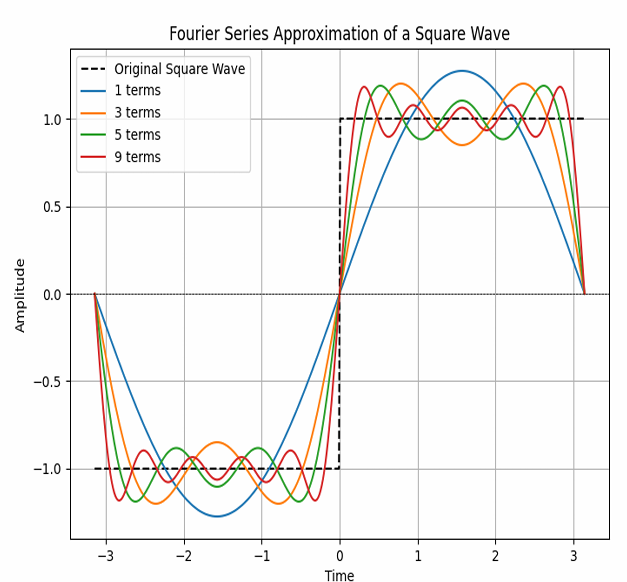 Fourier Series Approximation of a Square Wave
Original Square Wave
1 terms
3 terms
5 terms
9 terms
1.0
0.5
0.0
−0.5
−1.0
Amplitude
−3 −2 −1 0 1 2 3
Time